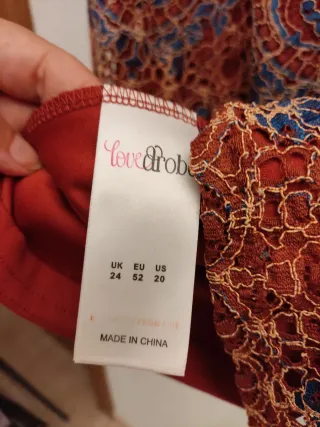 lovedrobe
UK EU US
24 52 20
MADE IN CHINA